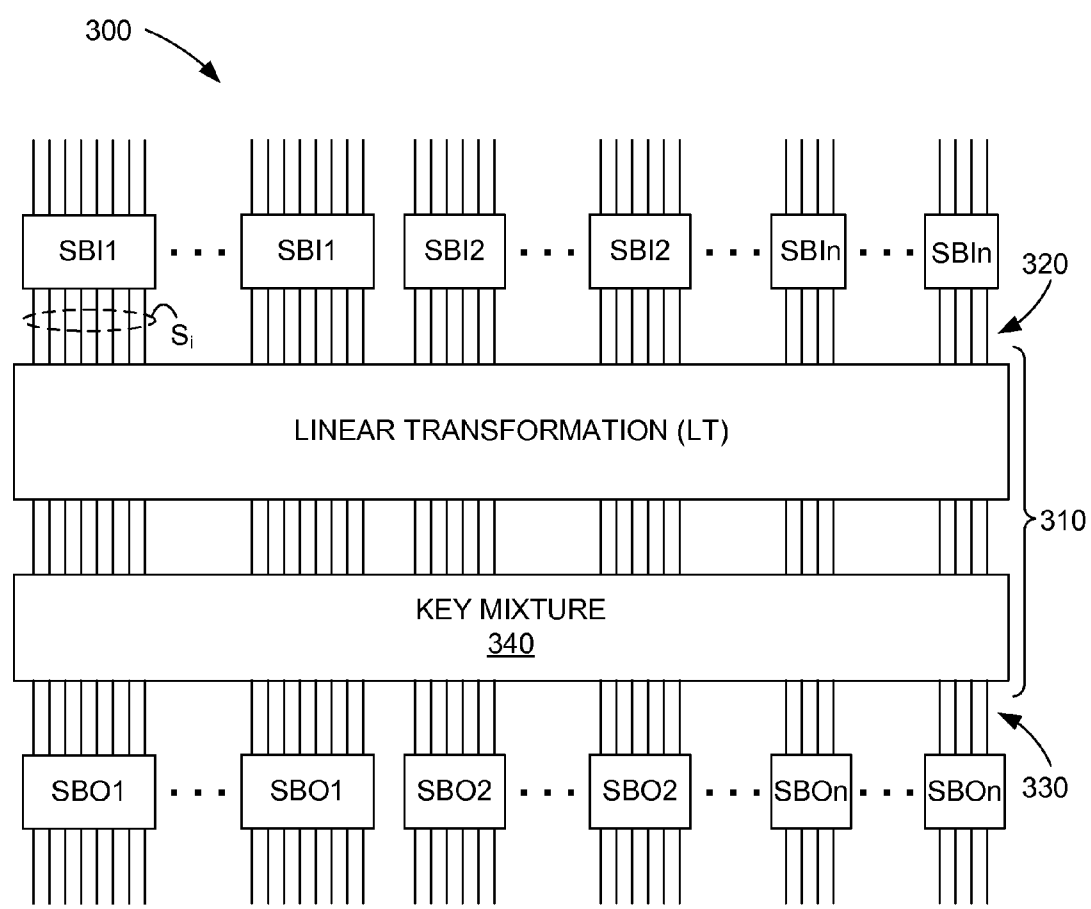 300
SBI1 ... SBI1 SBI2 ... SBI2 ... SBIn ... SBIn
320
Si
LINEAR TRANSFORMATION (LT)
310
KEY MIXTURE
340
SBO1 ... SBO1 SBO2 ... SBO2 ... SBOn ... SBOn
330